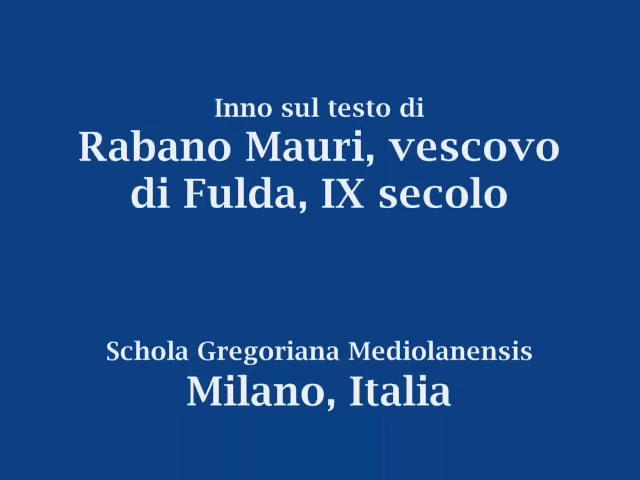 Inno sul testo di
Rabano Mauri, vescovo
di Fulda, IX secolo
Schola Gregoriana Mediolanensis
Milano, Italia